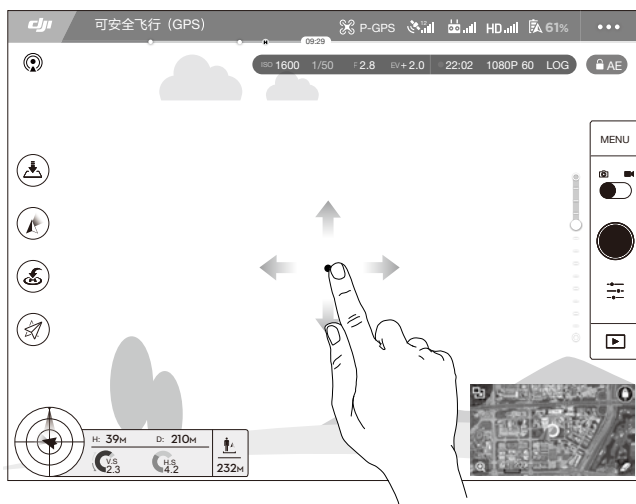 dji 可安全飞行 (GPS) P-GPS 12 HD 61%
09:29
ISO 1600 1/50 F 2.8 EV +2.0 22:02 1080P 60 LOG AE
MENU
H: 39M D: 210M
V.S 2.3 H.S 4.2 232M